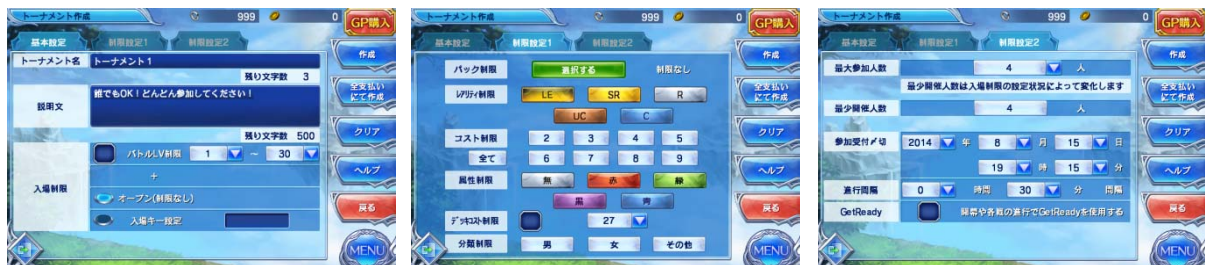 トーナメント作成 999 0 GP購入
基本設定 制限設定1 制限設定2
作成
トーナメント名 トーナメント1
残り文字数 3
全支払いにて作成
説明文 誰でもOK!どんどん参加してください!
残り文字数 500
クリア
入場制限 バトルLV制限 1 ~ 30
+
ヘルプ
オープン(制限なし)
入場キー設定
戻る
MENU
トーナメント作成 999 0 GP購入
基本設定 制限設定1 制限設定2
作成
パック制限 選択する 制限なし
レアリティ制限 LE SR R
UC C
全支払いにて作成
コスト制限 2 3 4 5
全て 6 7 8 9
クリア
属性制限 無 赤 緑
黒 青
ヘルプ
デッキコスト制限 27
戻る
分類制限 男 女 その他
MENU
トーナメント作成 999 0 GP購入
基本設定 制限設定1 制限設定2
作成
最大参加人数 4 人
最少開催人数は入場制限の設定状況によって変化します
全支払いにて作成
最少開催人数 4 人
クリア
参加受付〆切 2014 年 8 月 15 日
19 時 15 分
ヘルプ
進行間隔 0 時間 30 分 間隔
GetReady 開幕や各戦の進行でGetReadyを使用する
戻る
MENU